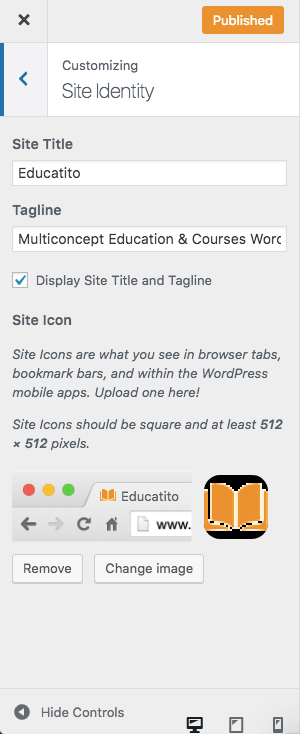 Published
Customizing
Site Identity
Site Title
Educatito
Tagline
Multiconcept Education & Courses Word
Display Site Title and Tagline
Site Icon
Site Icons are what you see in browser tabs,
bookmark bars, and within the WordPress
mobile apps. Upload one here!
Site Icons should be square and at least 512
× 512 pixels.
Educatito
www.
Remove
Change image
Hide Controls